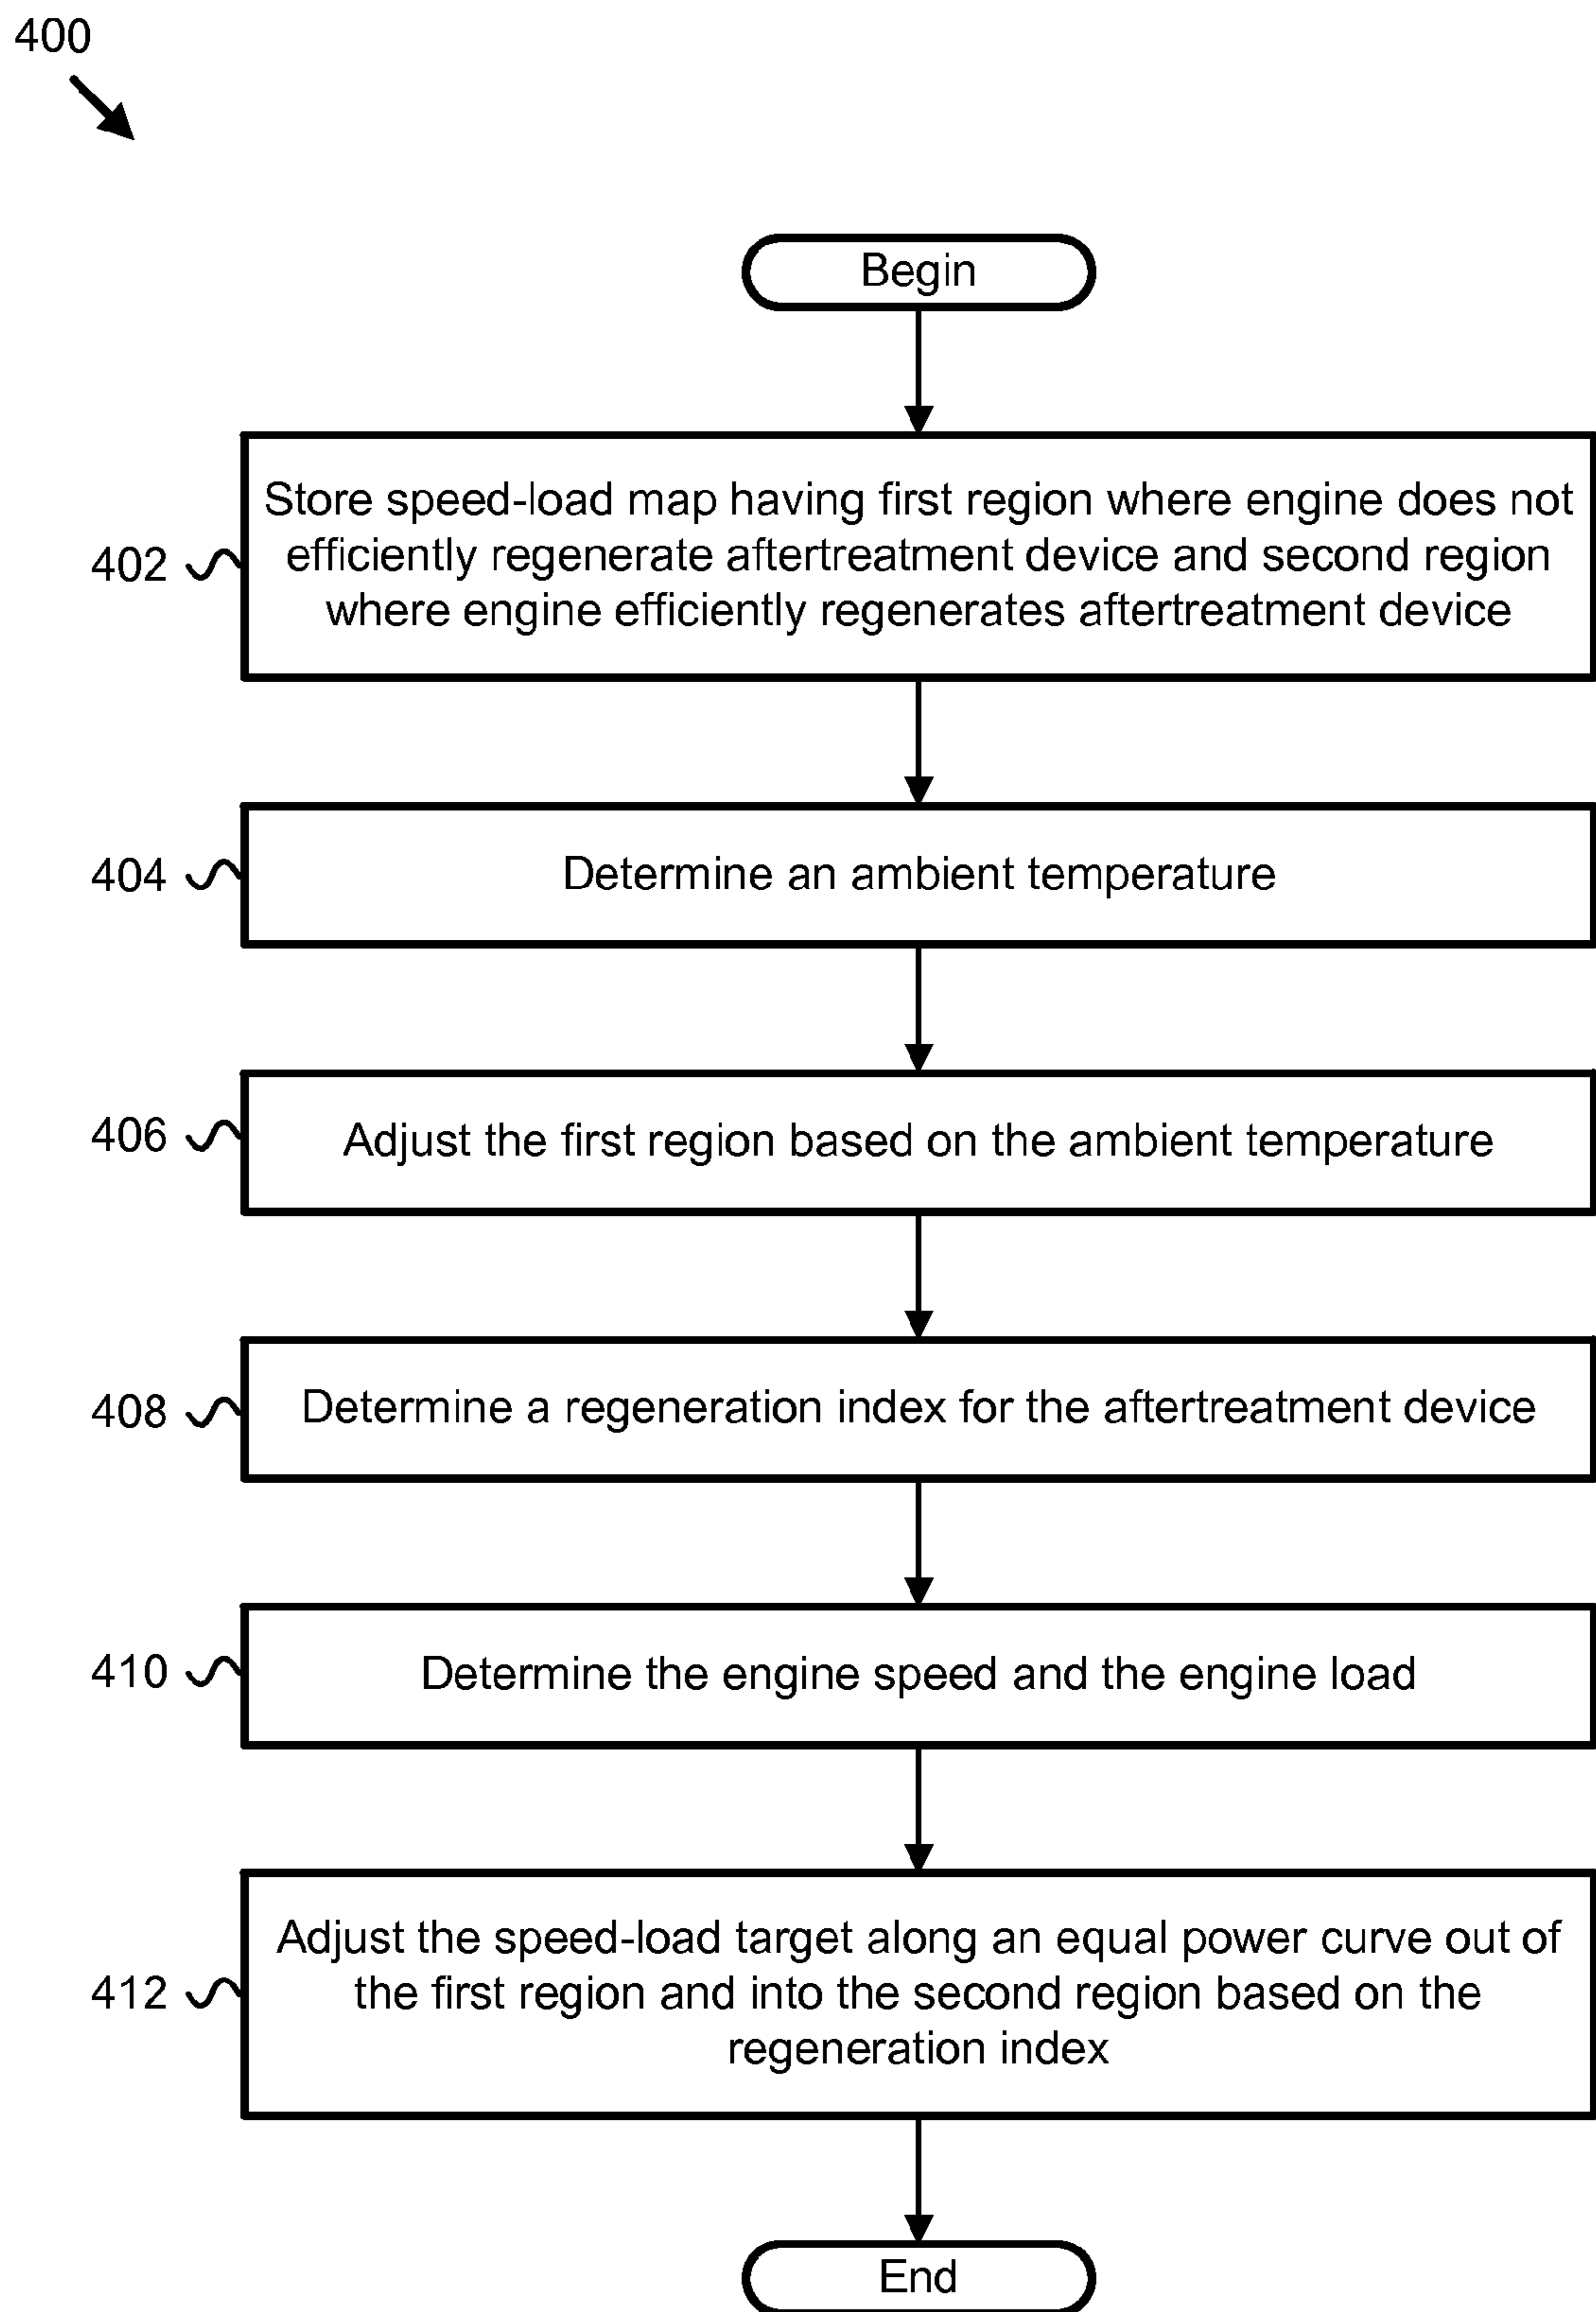 400
Begin
402
Store speed-load map having first region where engine does not
efficiently regenerate aftertreatment device and second region
where engine efficiently regenerates aftertreatment device
404
Determine an ambient temperature
406
Adjust the first region based on the ambient temperature
408
Determine a regeneration index for the aftertreatment device
410
Determine the engine speed and the engine load
412
Adjust the speed-load target along an equal power curve out of
the first region and into the second region based on the
regeneration index
End